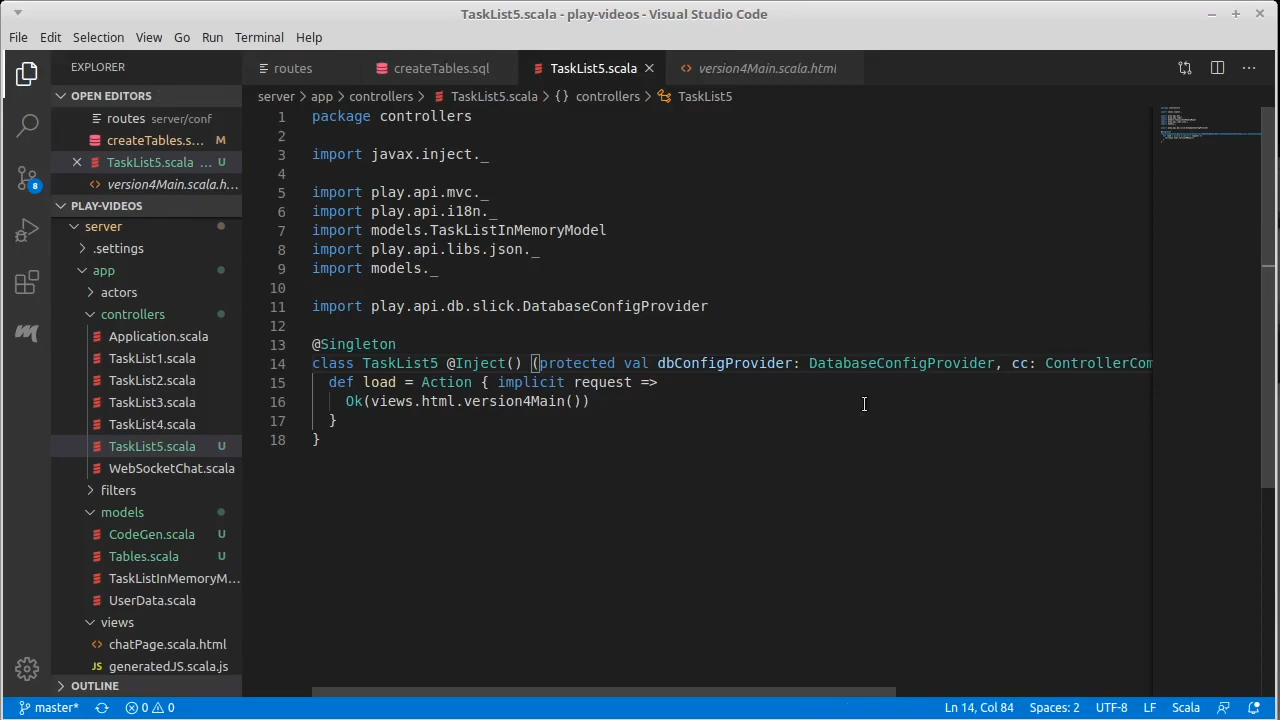 TaskList5.scala - play-videos - Visual Studio Code
File Edit Selection View Go Run Terminal Help
EXPLORER
OPEN EDITORS
routes server/conf
createTables.s... M
TaskList5.scala ... U
version4Main.scala.h...
PLAY-VIDEOS
server
.settings
app
actors
controllers
Application.scala
TaskList1.scala
TaskList2.scala
TaskList3.scala
TaskList4.scala
TaskList5.scala U
WebSocketChat.scala
filters
models
CodeGen.scala U
Tables.scala U
TaskListInMemoryM...
UserData.scala
views
chatPage.scala.html
JS generatedJS.scala.js
OUTLINE
8
routes createTables.sql TaskList5.scala version4Main.scala.html
server > app > controllers > TaskList5.scala > {} controllers > TaskList5
1 package controllers
2
3 import javax.inject._
4
5 import play.api.mvc._
6 import play.api.i18n._
7 import models.TaskListInMemoryModel
8 import play.api.libs.json._
9 import models._
10
11 import play.api.db.slick.DatabaseConfigProvider
12
13 @Singleton
14 class TaskList5 @Inject() (protected val dbConfigProvider: DatabaseConfigProvider, cc: ControllerCom
15 def load = Action { implicit request =>
16 Ok(views.html.version4Main())
17 }
18 }
master* 0 0 Ln 14, Col 84 Spaces: 2 UTF-8 LF Scala